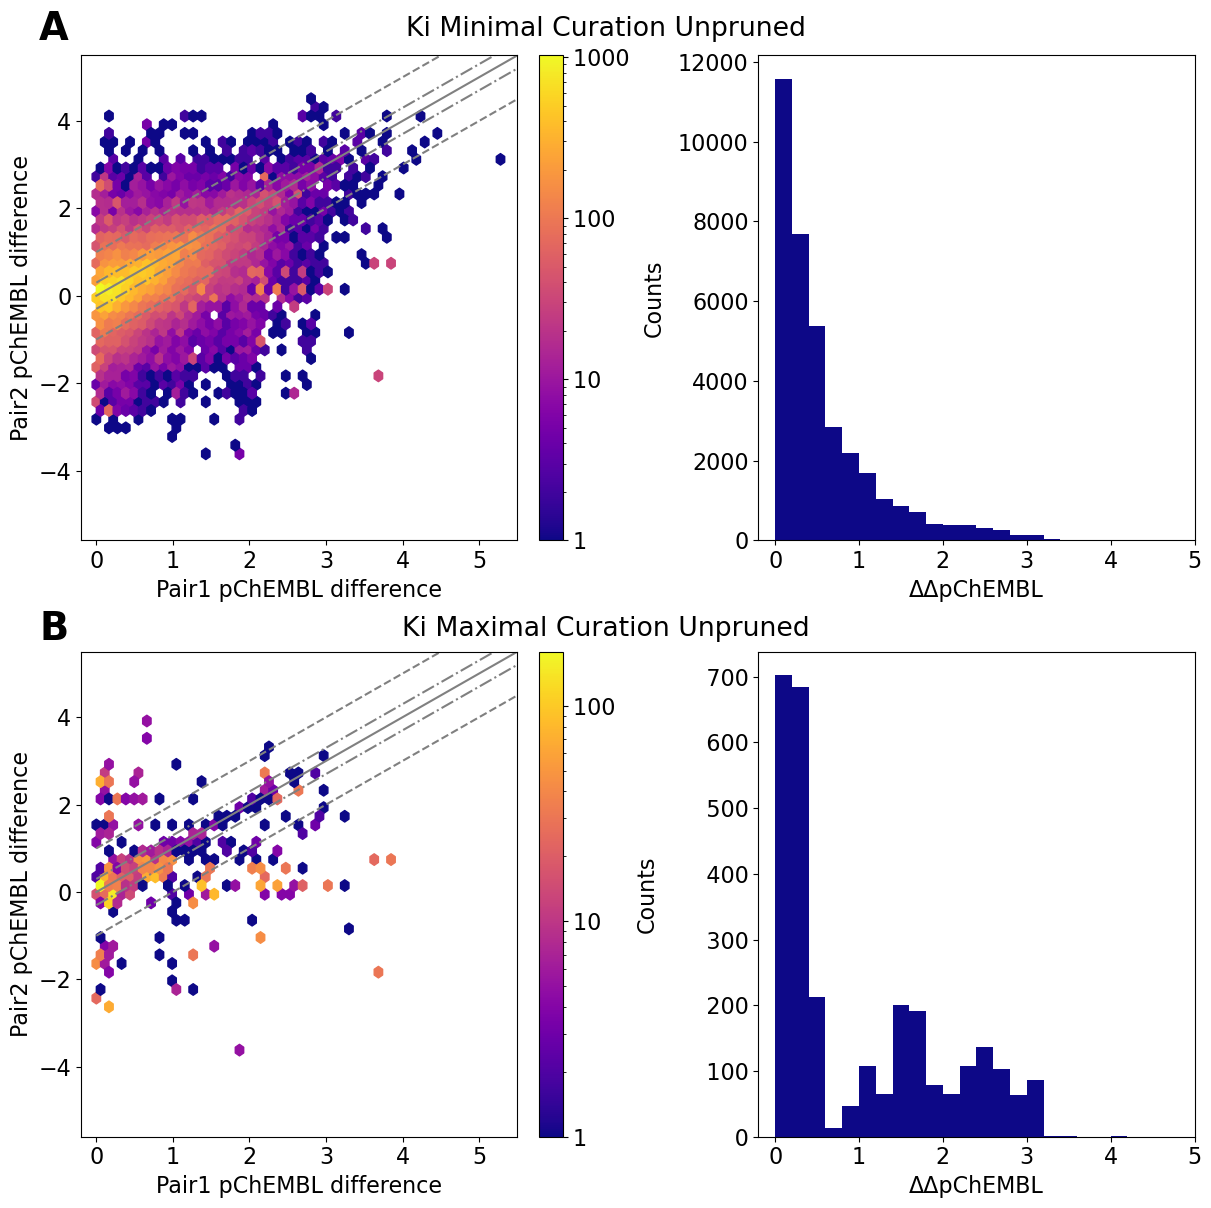 A
Ki Minimal Curation Unpruned
Pair2 pChEMBL difference
4
2
0
−2
−4
0 1 2 3 4 5
Pair1 pChEMBL difference
1000
100
10
1
Counts
12000
10000
8000
6000
4000
2000
0
0 1 2 3 4 5
ΔΔpChEMBL
B
Ki Maximal Curation Unpruned
Pair2 pChEMBL difference
4
2
0
−2
−4
0 1 2 3 4 5
Pair1 pChEMBL difference
100
10
1
Counts
700
600
500
400
300
200
100
0
0 1 2 3 4 5
ΔΔpChEMBL